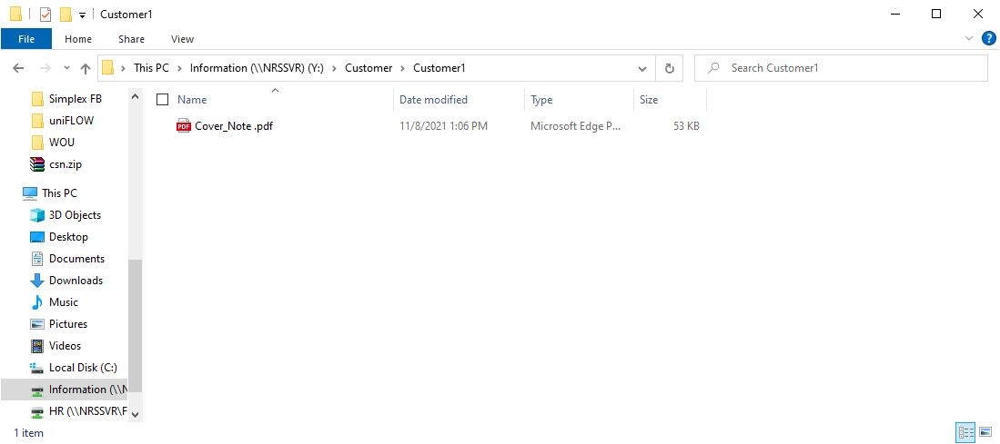 Customer1
File Home Share View
This PC Information (\\NRSSVR) (Y:) Customer Customer1
Search Customer1
Name Date modified Type Size
PDF Cover_Note .pdf 11/8/2021 1:06 PM Microsoft Edge P... 53 KB
Simplex FB
uniFLOW
WOU
csn.zip
This PC
3D Objects
Desktop
Documents
Downloads
Music
Pictures
Videos
Local Disk (C:)
Information (\\N
HR (\\NRSSVR\F
1 item